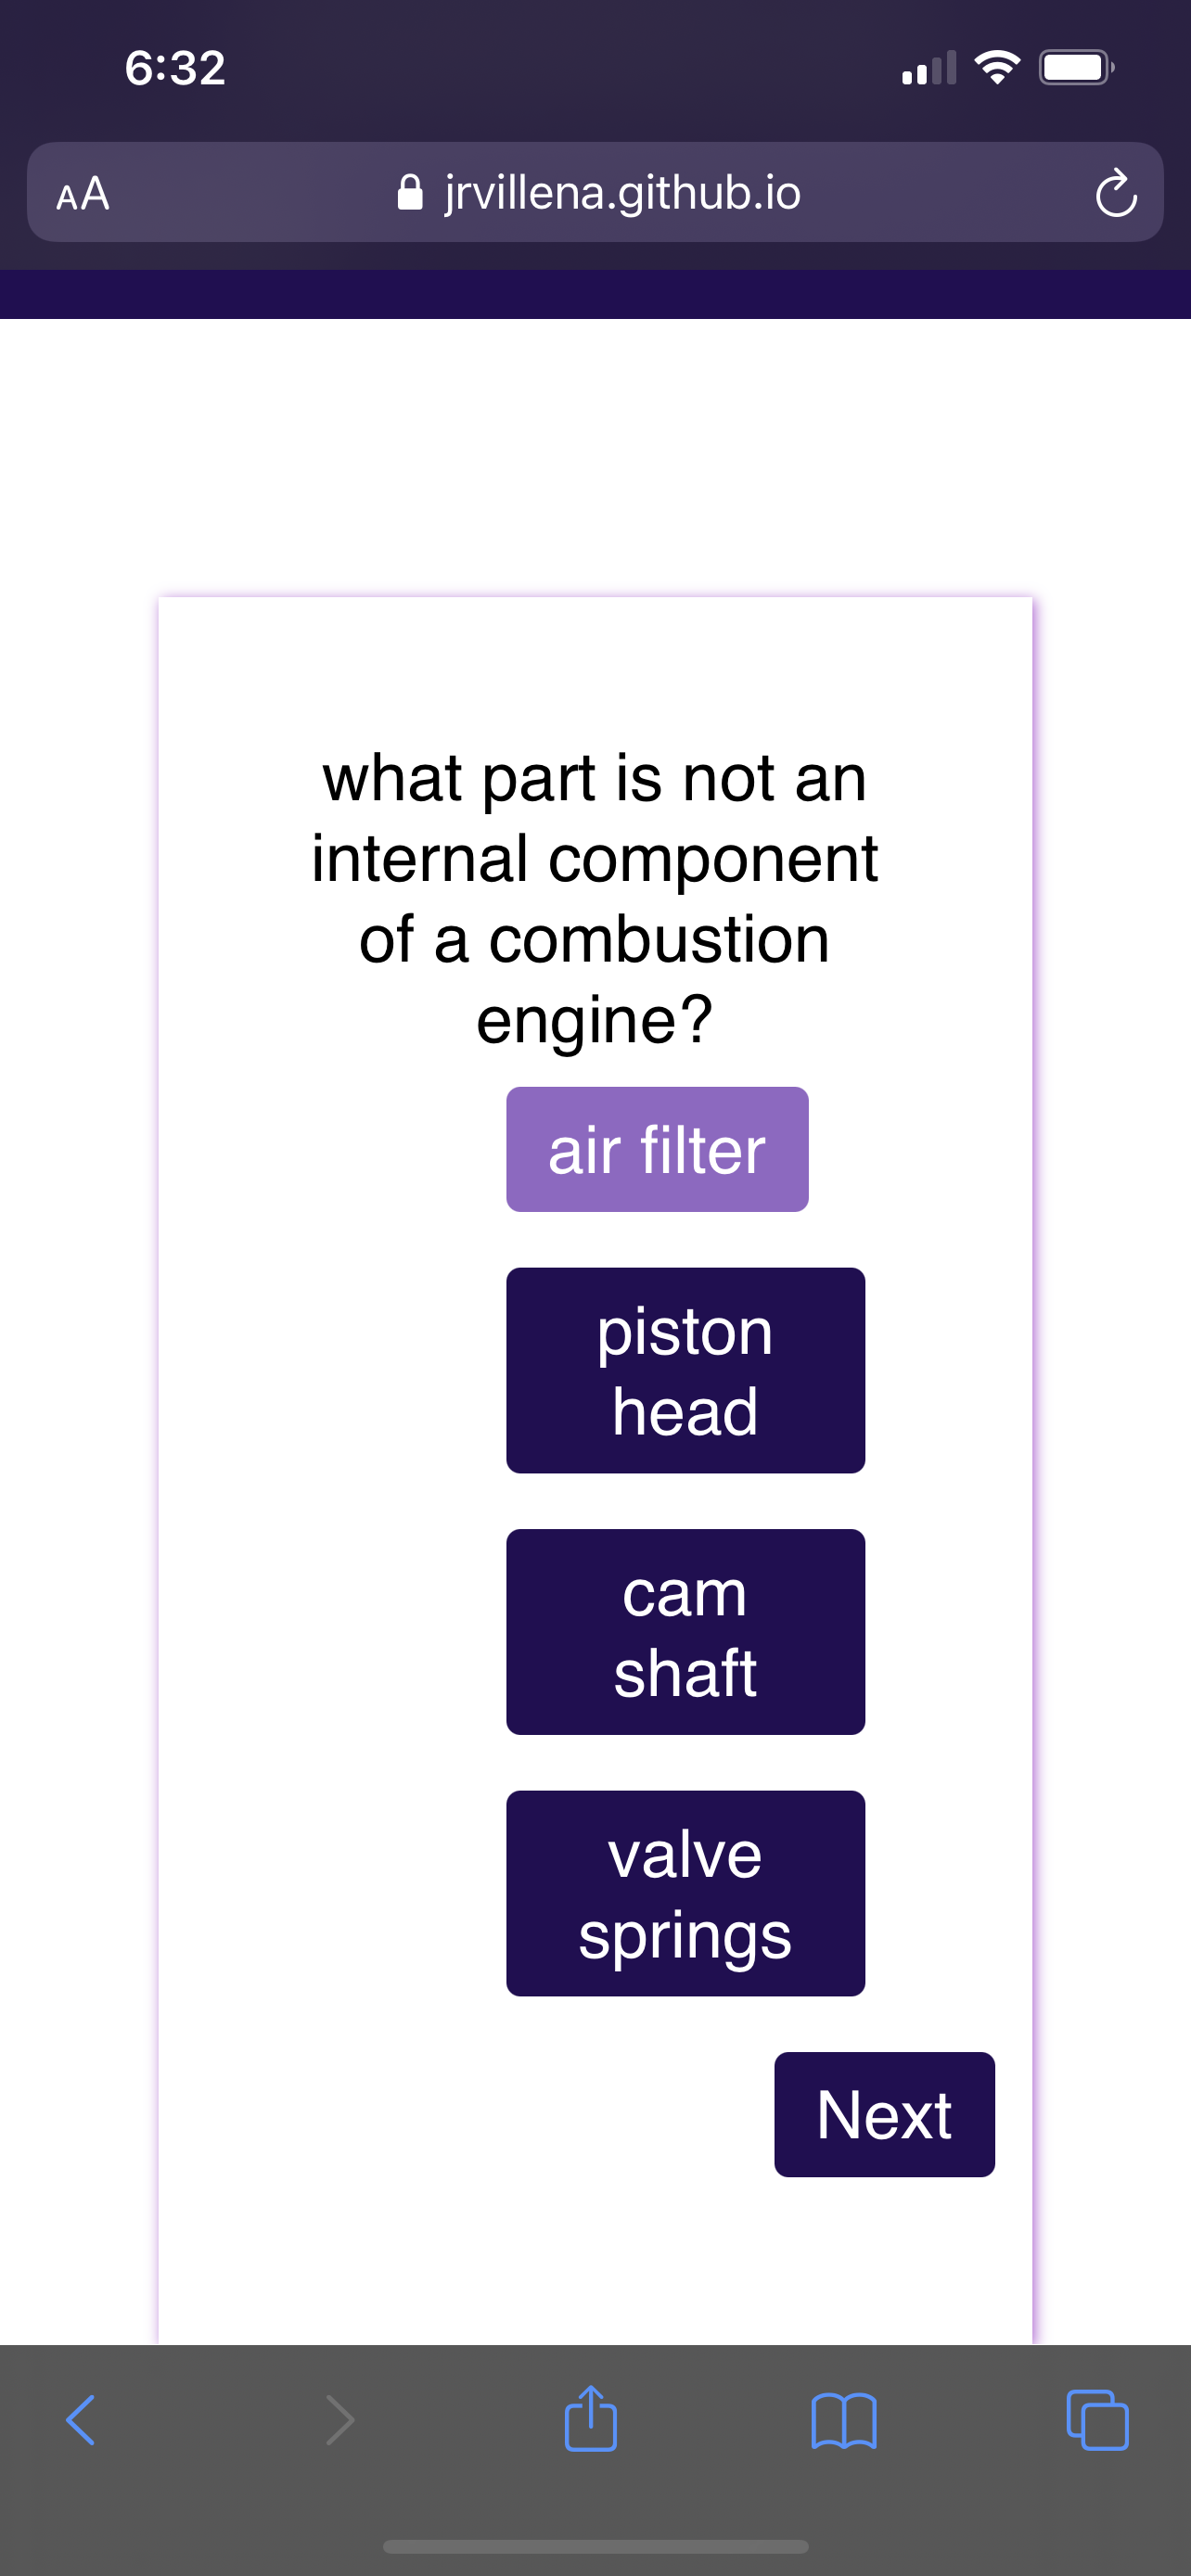 6:32
AA jrvillena.github.io
what part is not an
internal component
of a combustion
engine?
air filter
piston
head
cam
shaft
valve
springs
Next